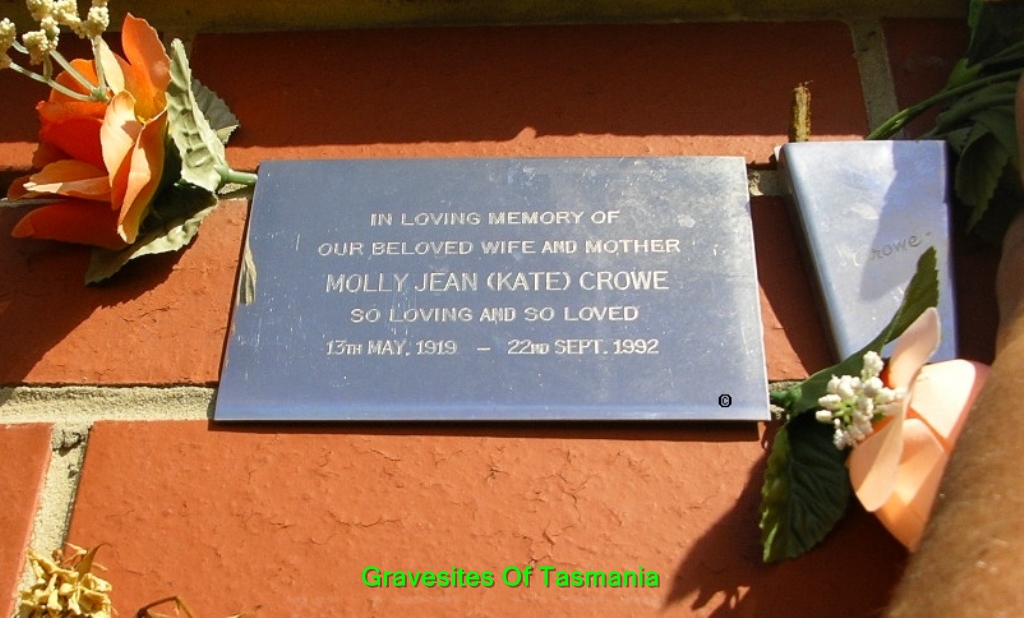 IN LOVING MEMORY OF
OUR BELOVED WIFE AND MOTHER
MOLLY JEAN (KATE) CROWE
SO LOVING AND SO LOVED
13TH MAY, 1919 — 22ND SEPT. 1992
©
Crowe-
Gravesites Of Tasmania